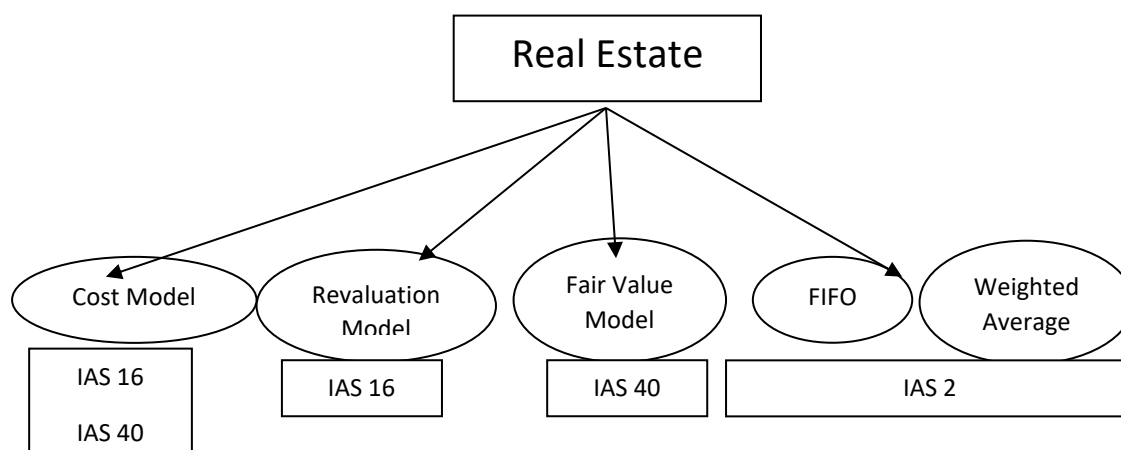 Real Estate
Cost Model
Revaluation
Model
Fair Value
Model
FIFO
Weighted
Average
IAS 16
IAS 40
IAS 16
IAS 40
IAS 2